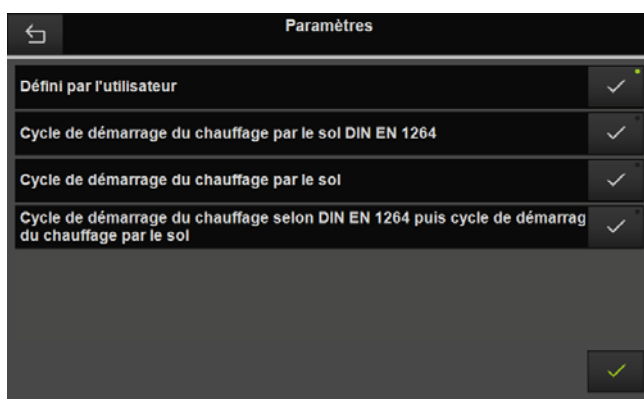 Paramètres
Défini par l'utilisateur
Cycle de démarrage du chauffage par le sol DIN EN 1264
Cycle de démarrage du chauffage par le sol
Cycle de démarrage du chauffage selon DIN EN 1264 puis cycle de démarrag
du chauffage par le sol